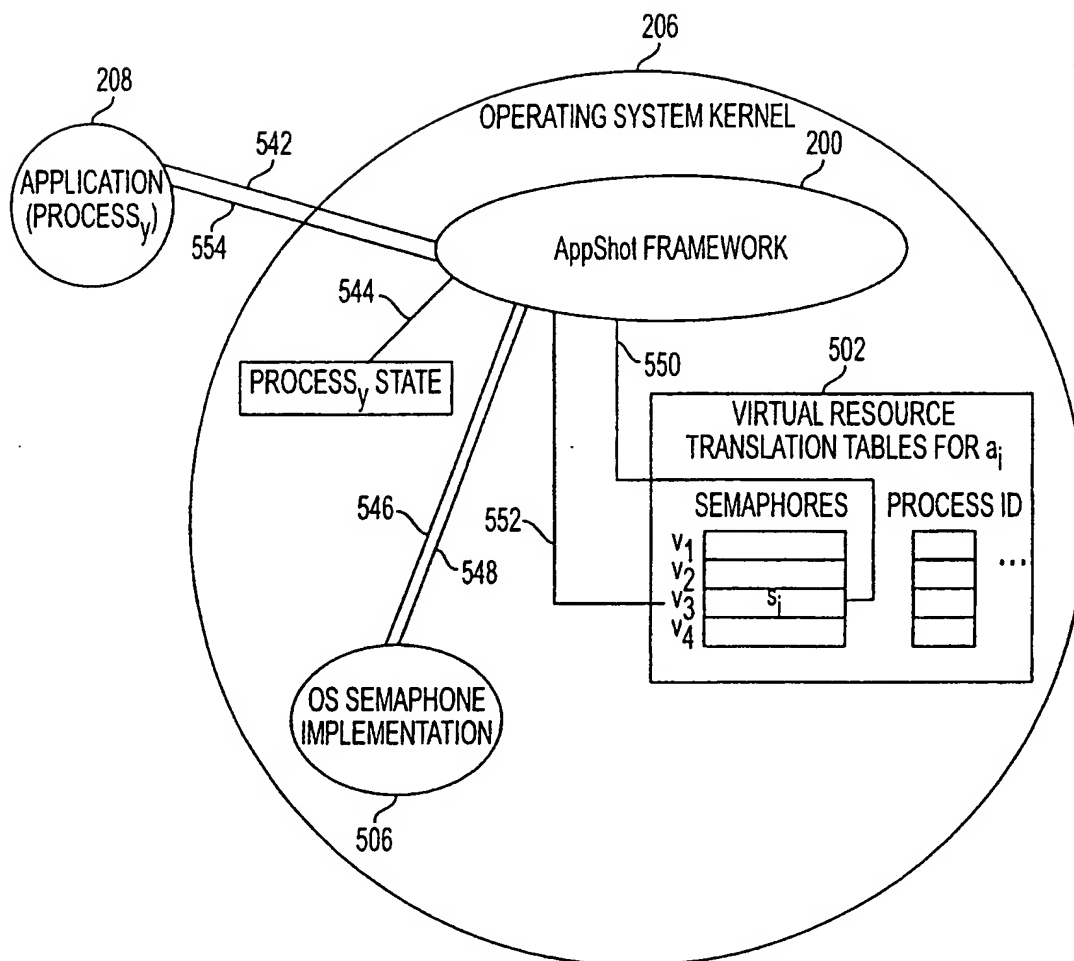 206
208
OPERATING SYSTEM KERNEL
542
200
APPLICATION
(PROCESSy)
554
AppShot FRAMEWORK
544
550
502
PROCESSy STATE
VIRTUAL RESOURCE
TRANSLATION TABLES FOR ai
546
552
SEMAPHORES PROCESS ID
548
v1
v2
...
v3 si
v4
OS SEMAPHONE
IMPLEMENTATION
506